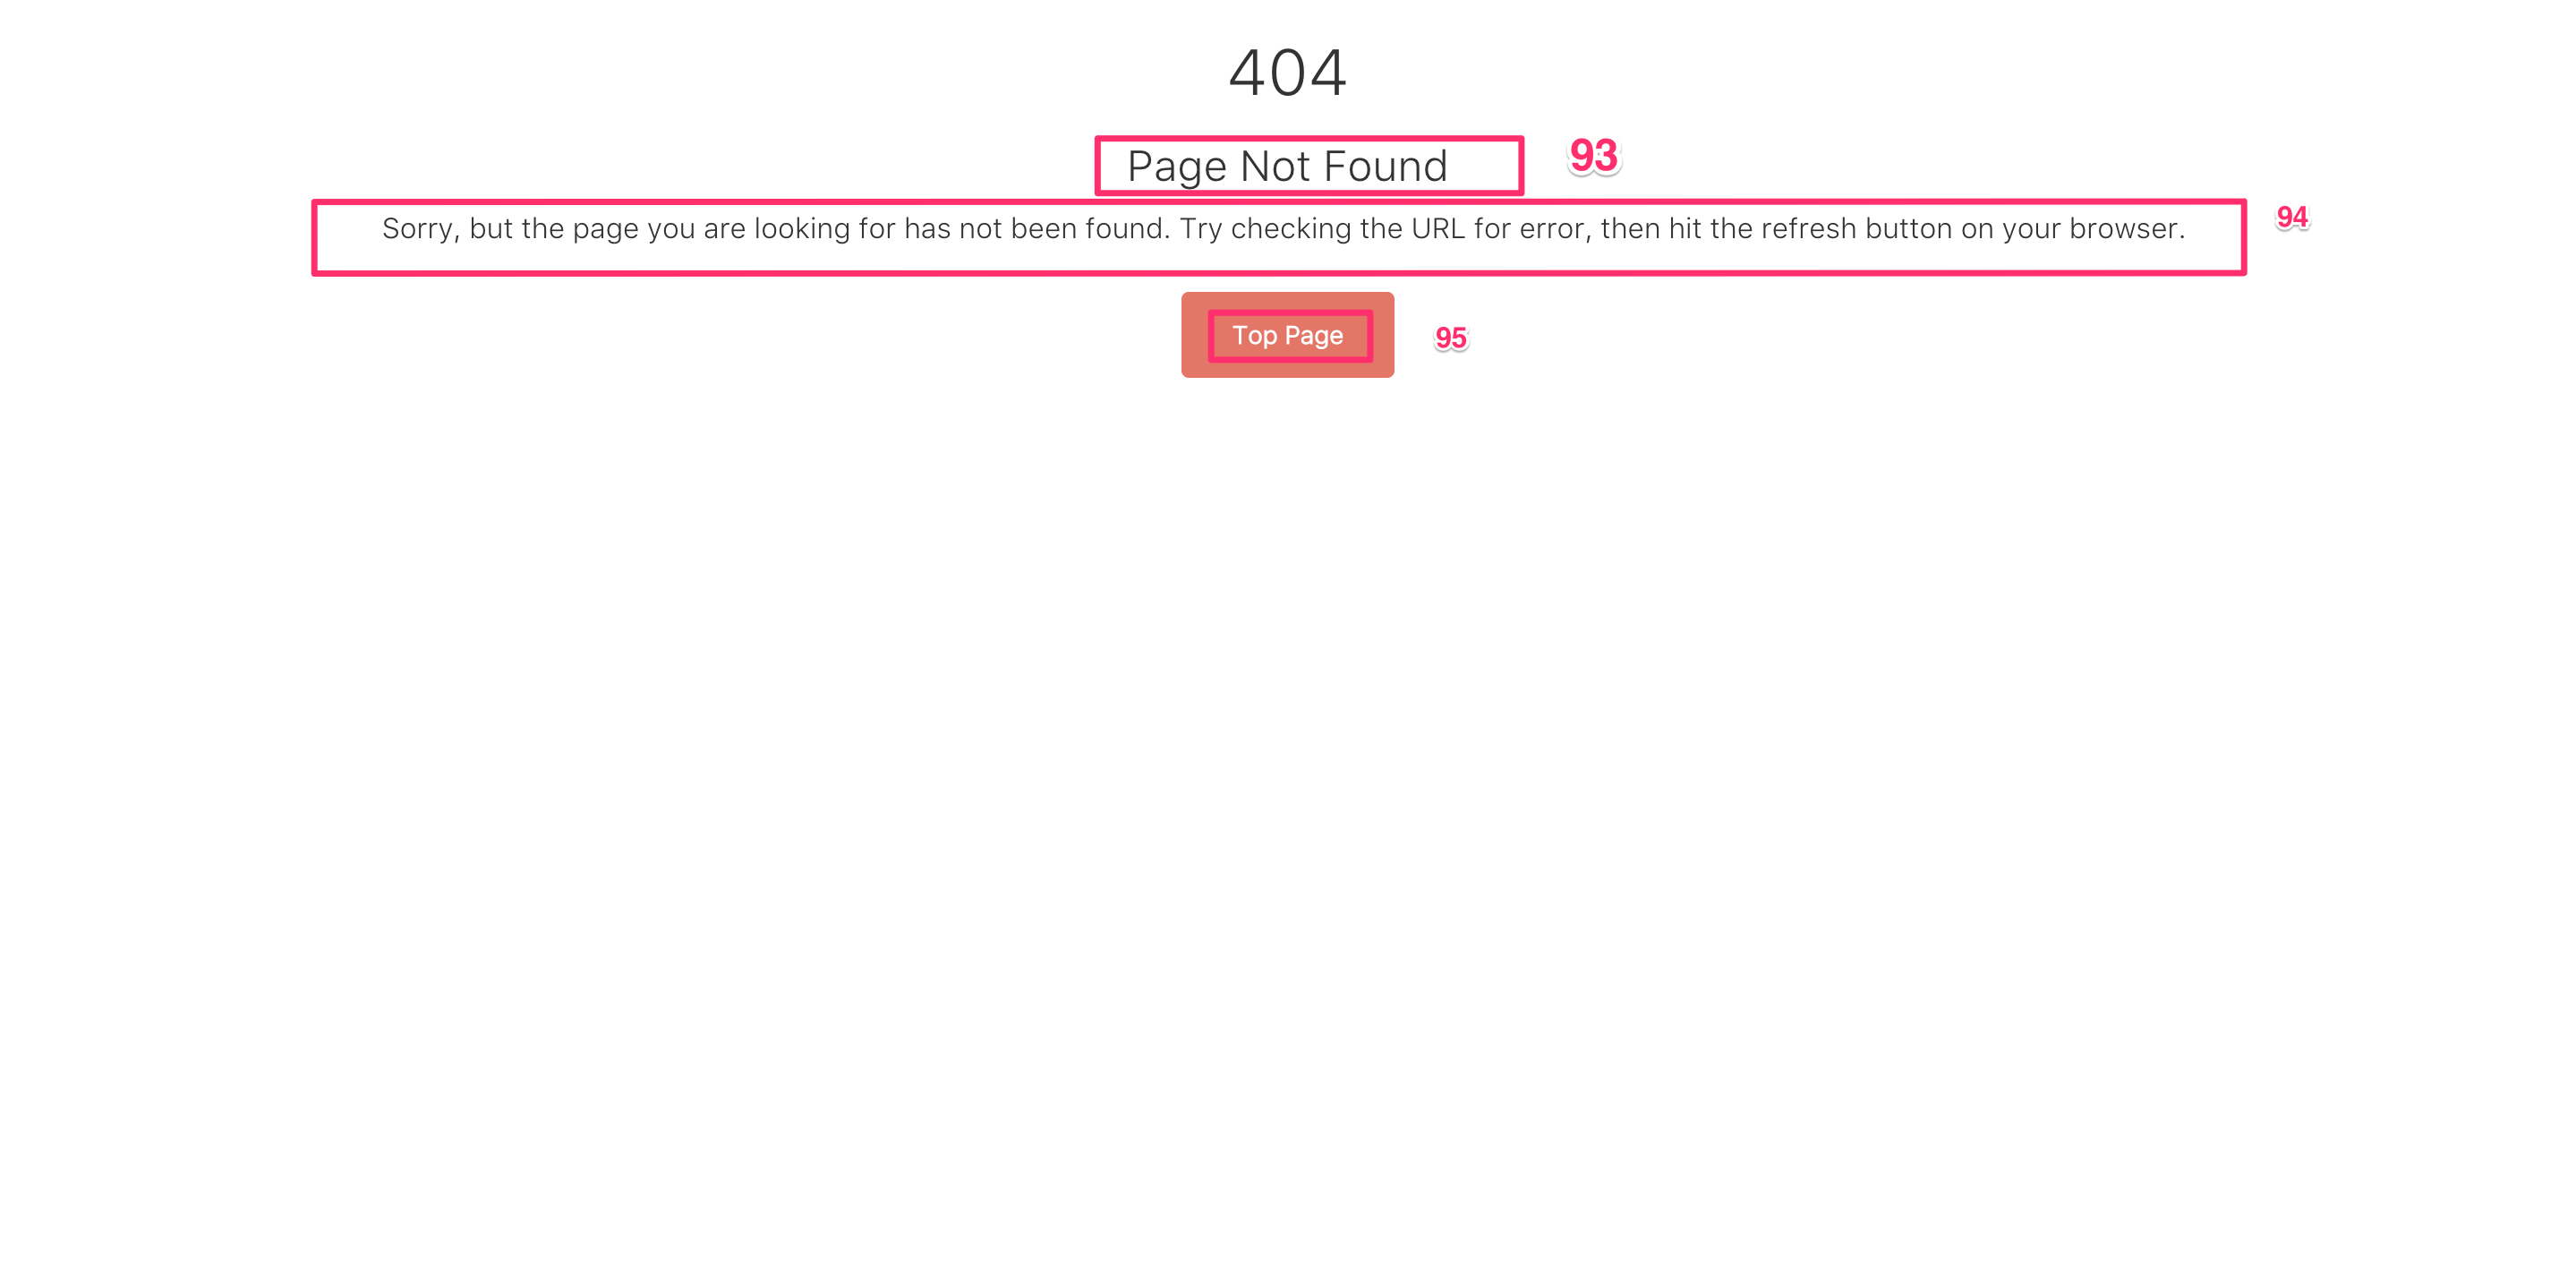 404
Page Not Found 93
Sorry, but the page you are looking for has not been found. Try checking the URL for error, then hit the refresh button on your browser. 94
Top Page 95